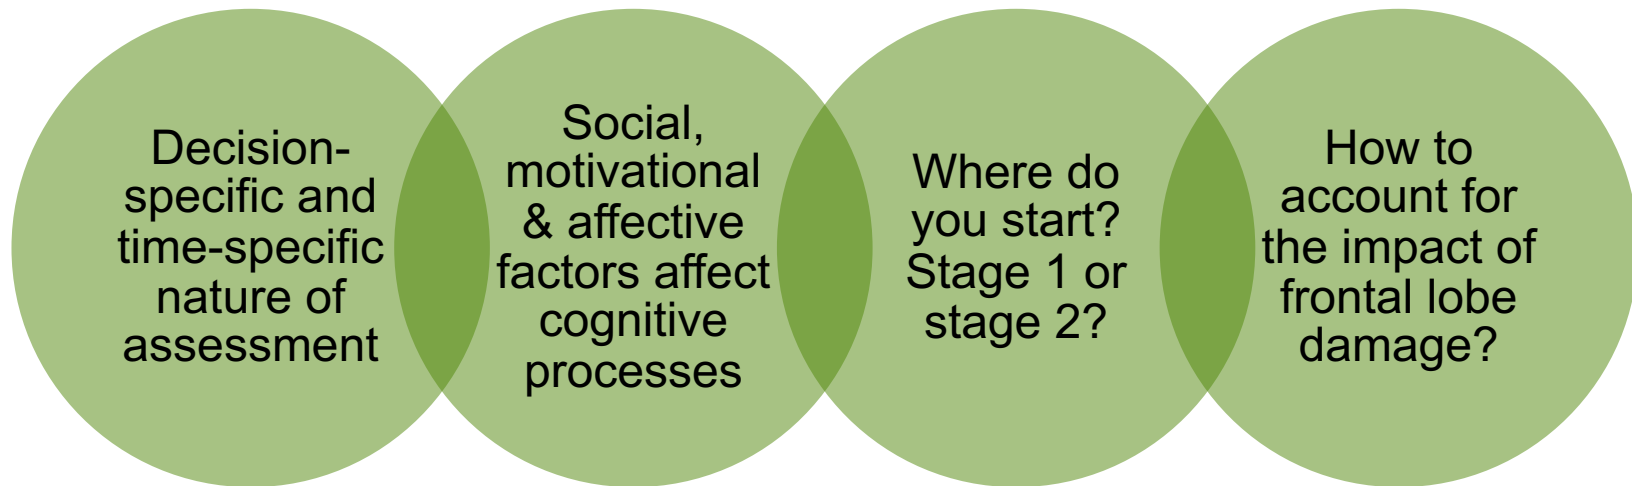 Decision-
specific and
time-specific
nature of
assessment
Social,
motivational
& affective
factors affect
cognitive
processes
Where do
you start?
Stage 1 or
stage 2?
How to
account for
the impact of
frontal lobe
damage?